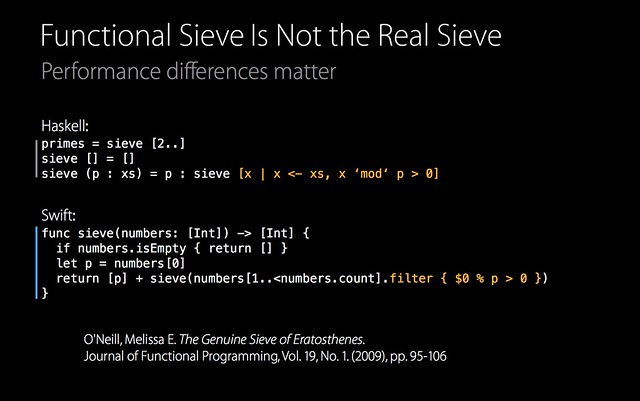 Functional Sieve Is Not the Real Sieve
Performance differences matter
Haskell:
primes = sieve [2..]
sieve [] = []
sieve (p : xs) = p : sieve [x | x <- xs, x ‘mod‘ p > 0]
Swift:
func sieve(numbers: [Int]) -> [Int] {
  if numbers.isEmpty { return [] }
  let p = numbers[0]
  return [p] + sieve(numbers[1..<numbers.count].filter { $0 % p > 0 })
}
O'Neill, Melissa E. The Genuine Sieve of Eratosthenes.
Journal of Functional Programming, Vol. 19, No. 1. (2009), pp. 95-106